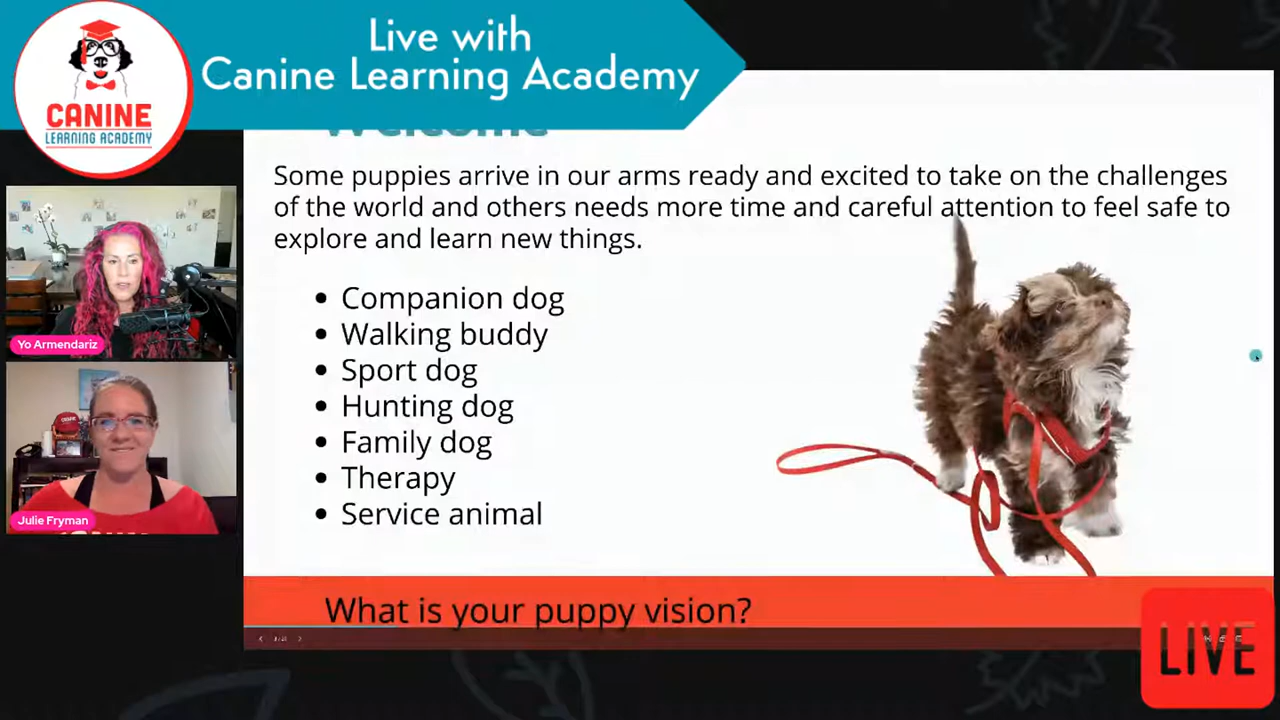 Live with
Canine Learning Academy
CANINE
LEARNING ACADEMY
Welcome
Some puppies arrive in our arms ready and excited to take on the challenges
of the world and others needs more time and careful attention to feel safe to
explore and learn new things.
• Companion dog
• Walking buddy
• Sport dog
• Hunting dog
• Family dog
• Therapy
• Service animal
What is your puppy vision?
Yo Armendariz
Julie Fryman
LIVE